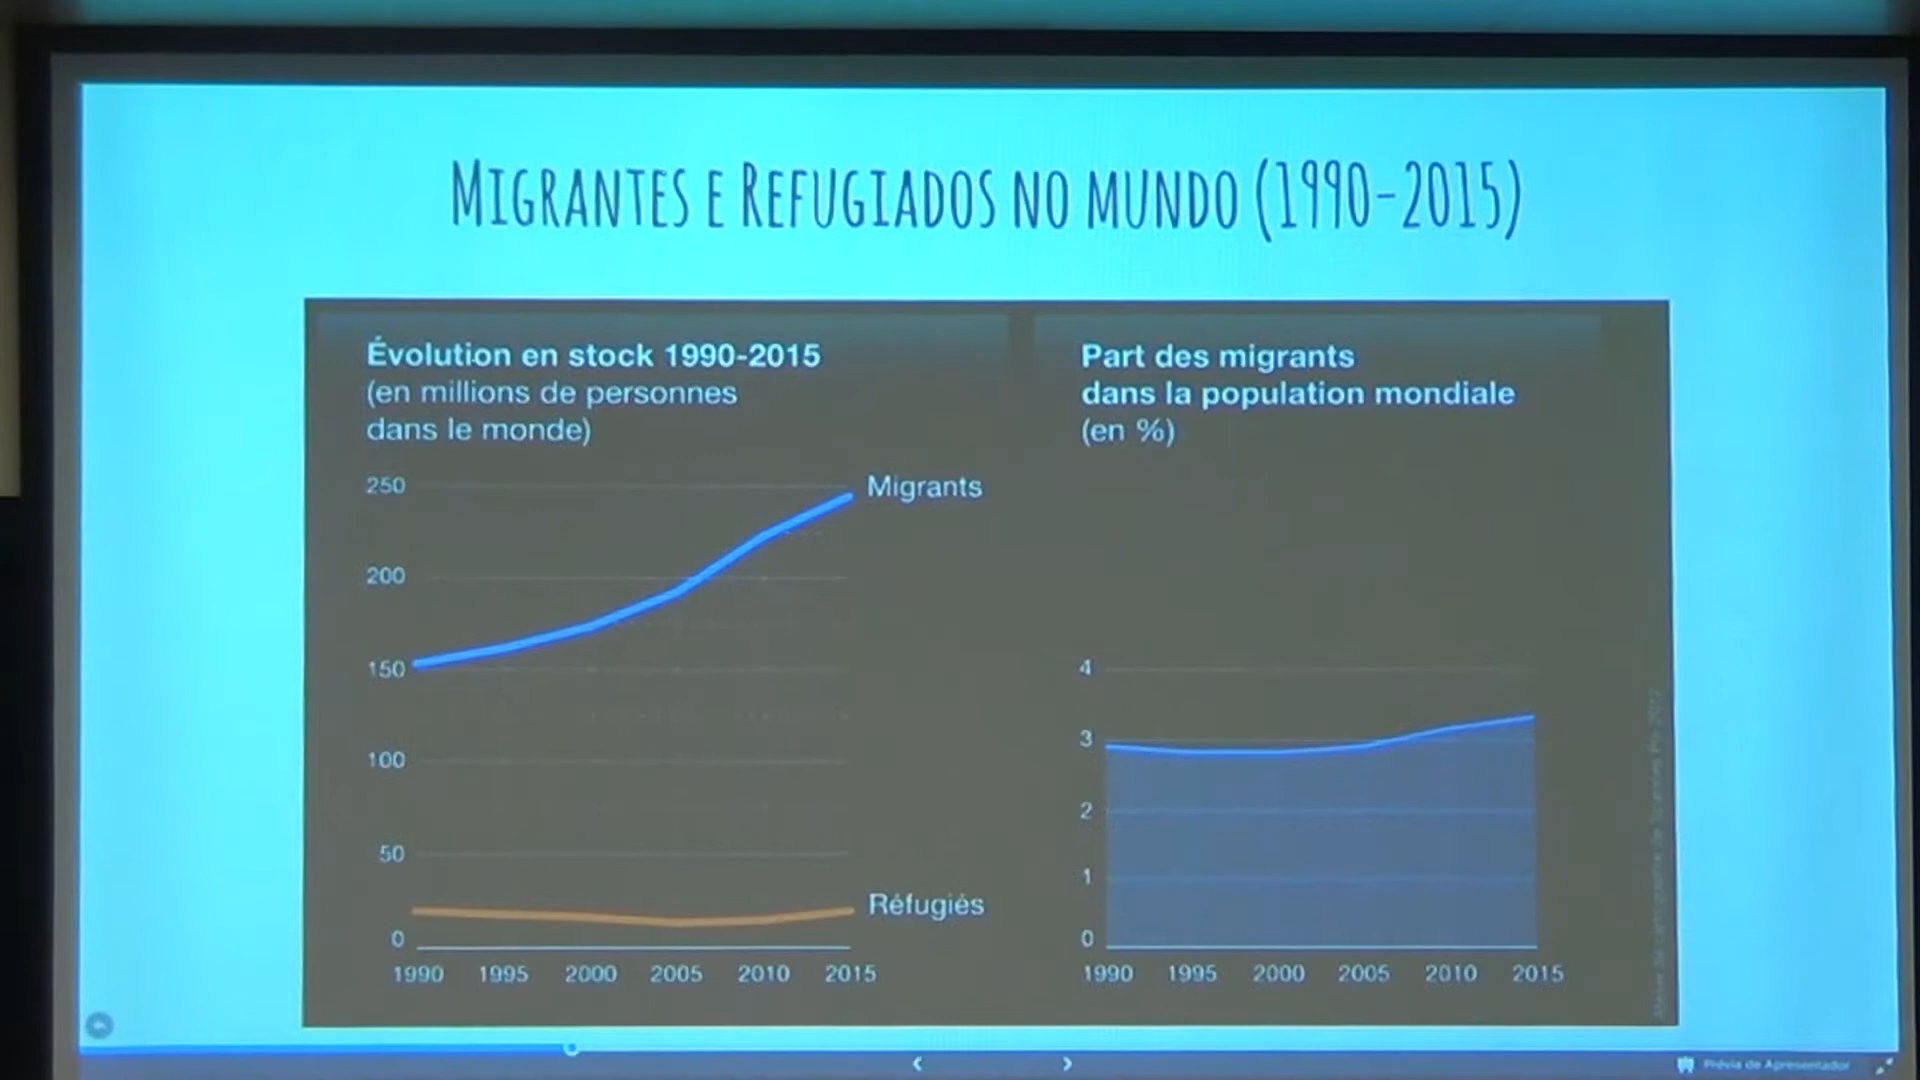 MIGRANTES E REFUGIADOS NO MUNDO (1990-2015)
Évolution en stock 1990-2015
(en millions de personnes
dans le monde)
250
200
150
100
50
0
Migrants
Réfugiés
1990 1995 2000 2005 2010 2015
Part des migrants
dans la population mondiale
(en %)
4
3
2
1
0
1990 1995 2000 2005 2010 2015
Prévia de Apresentador